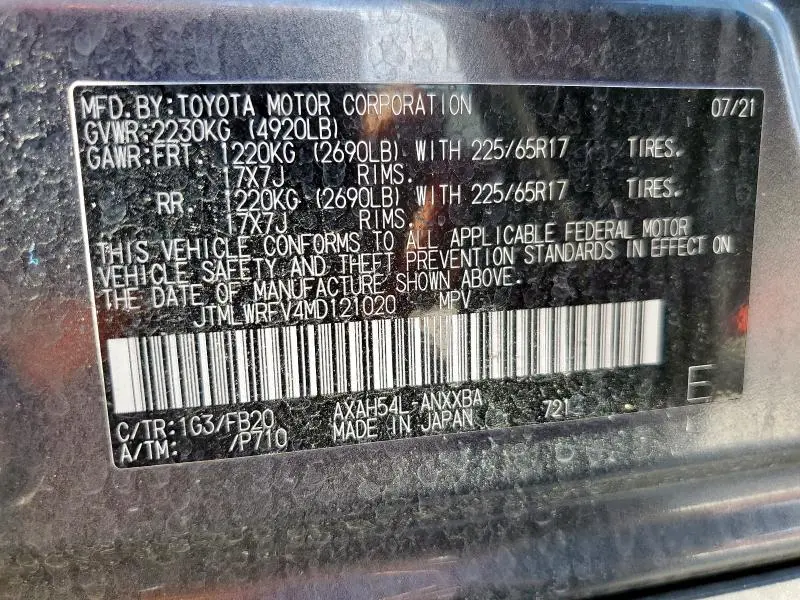 MFD.BY:TOYOTA MOTOR CORPORATION 07/21
GVWR:2230KG (4920LB)
GAWR:FRT. 1220KG (2690LB) WITH 225/65R17 TIRES.
17X7J RIMS.
RR. 1220KG (2690LB) WITH 225/65R17 TIRES.
17X7J RIMS.
THIS VEHICLE CONFORMS TO ALL APPLICABLE FEDERAL MOTOR
VEHICLE SAFETY AND THEFT PREVENTION STANDARDS IN EFFECT ON
THE DATE OF MANUFACTURE SHOWN ABOVE.
JTMLWRFV4MD121020 MPV
C/TR:1G3/FB20 AXAH54L-ANXXBA 721 E
A/TM: /P710 MADE IN JAPAN